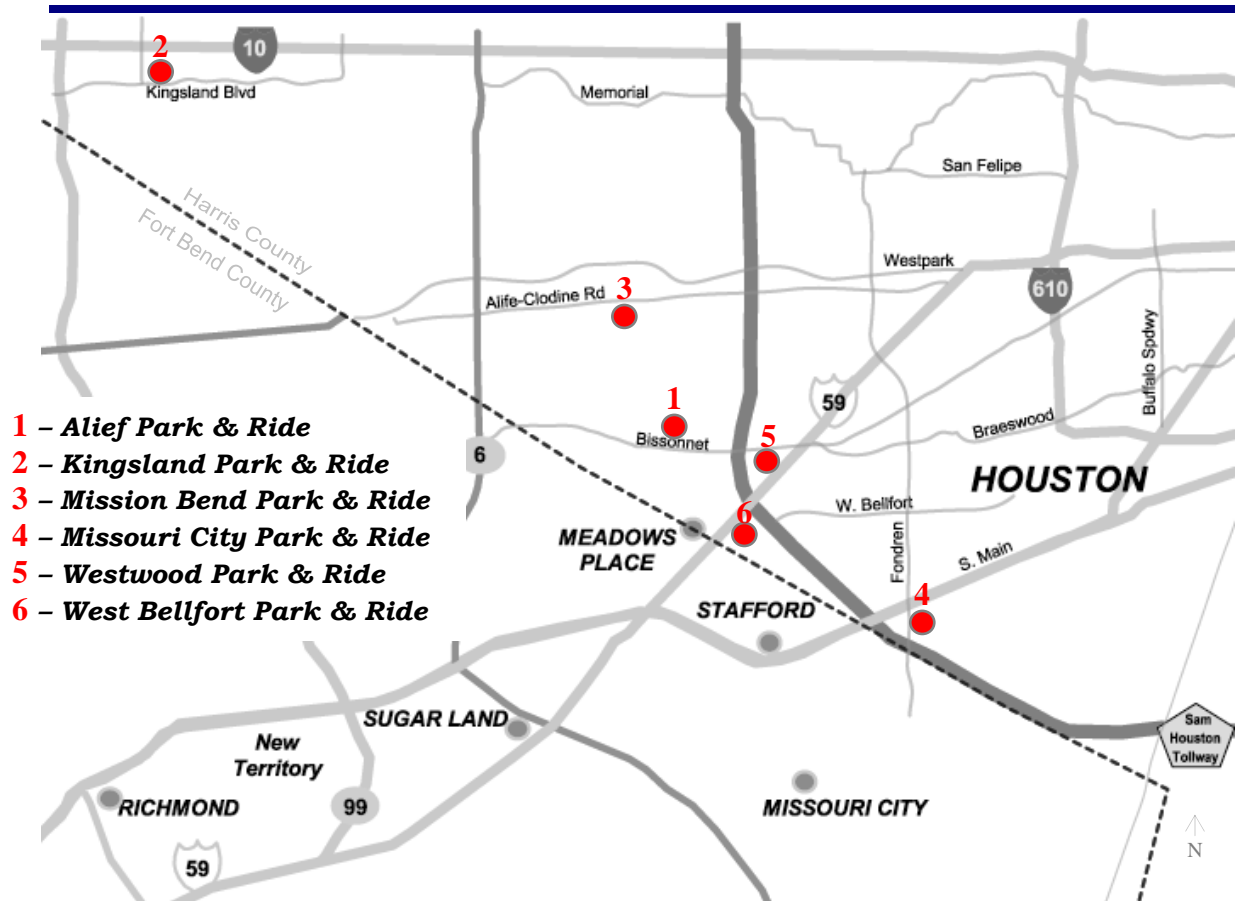 2
10
Kingsland Blvd
Memorial
San Felipe
Harris County
Fort Bend County
Westpark
Alife-Clodine Rd
3
610
Buffalo Spdwy
59
1
Braeswood
Bissonnet
5
6
HOUSTON
1 – Alief Park & Ride
2 – Kingsland Park & Ride
3 – Mission Bend Park & Ride
4 – Missouri City Park & Ride
5 – Westwood Park & Ride
6 – West Bellfort Park & Ride
W. Bellfort
6
MEADOWS
PLACE
Fondren
S. Main
4
STAFFORD
SUGAR LAND
Sam
Houston
Tollway
New
Territory
RICHMOND
99
MISSOURI CITY
59
N